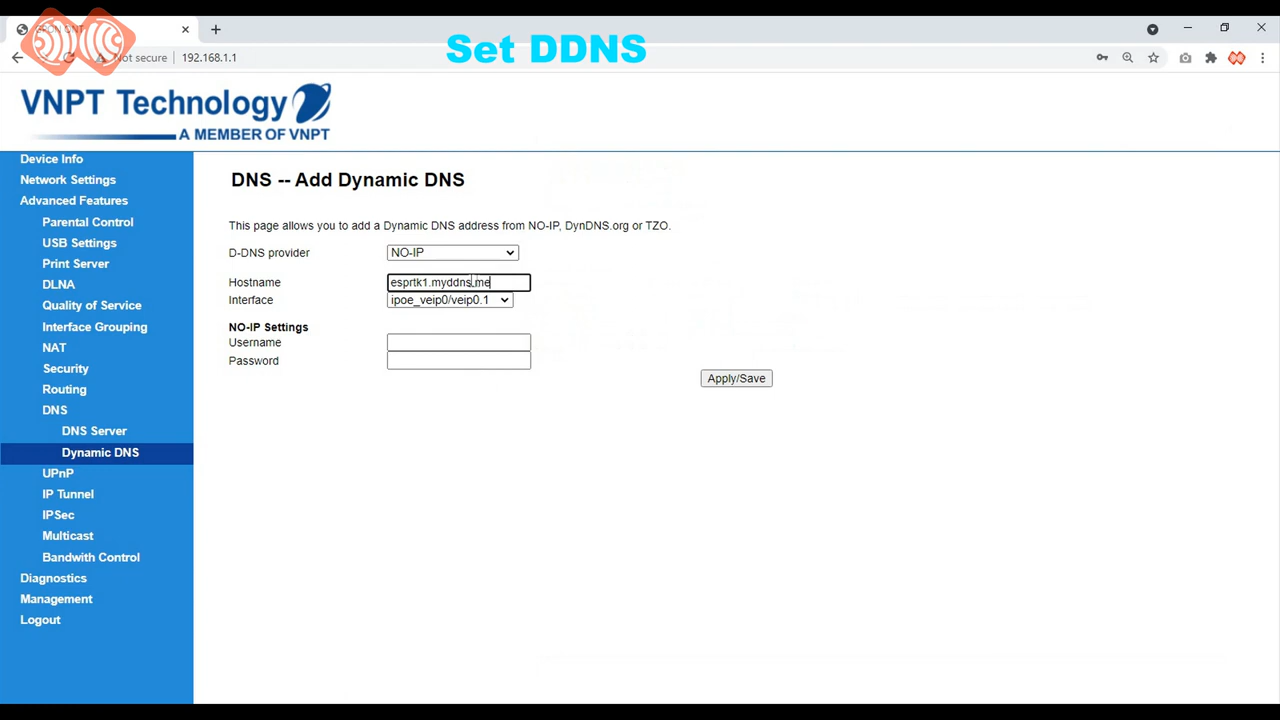 Set DDNS
Not secure
192.168.1.1
VNPT Technology
A MEMBER OF VNPT
Device Info
Network Settings
Advanced Features
Parental Control
USB Settings
Print Server
DLNA
Quality of Service
Interface Grouping
NAT
Security
Routing
DNS
DNS Server
Dynamic DNS
UPnP
IP Tunnel
IPSec
Multicast
Bandwith Control
Diagnostics
Management
Logout
DNS -- Add Dynamic DNS
This page allows you to add a Dynamic DNS address from NO-IP, DynDNS.org or TZO.
D-DNS provider
NO-IP
Hostname
esprtk1.myddns.me
Interface
ipoe_veip0/veip0.1
NO-IP Settings
Username
Password
Apply/Save